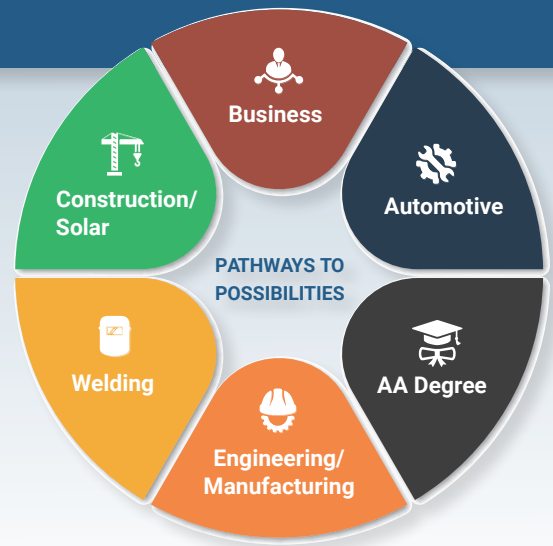 Business
Automotive
AA Degree
Engineering/
Manufacturing
Welding
Construction/
Solar
PATHWAYS TO
POSSIBILITIES